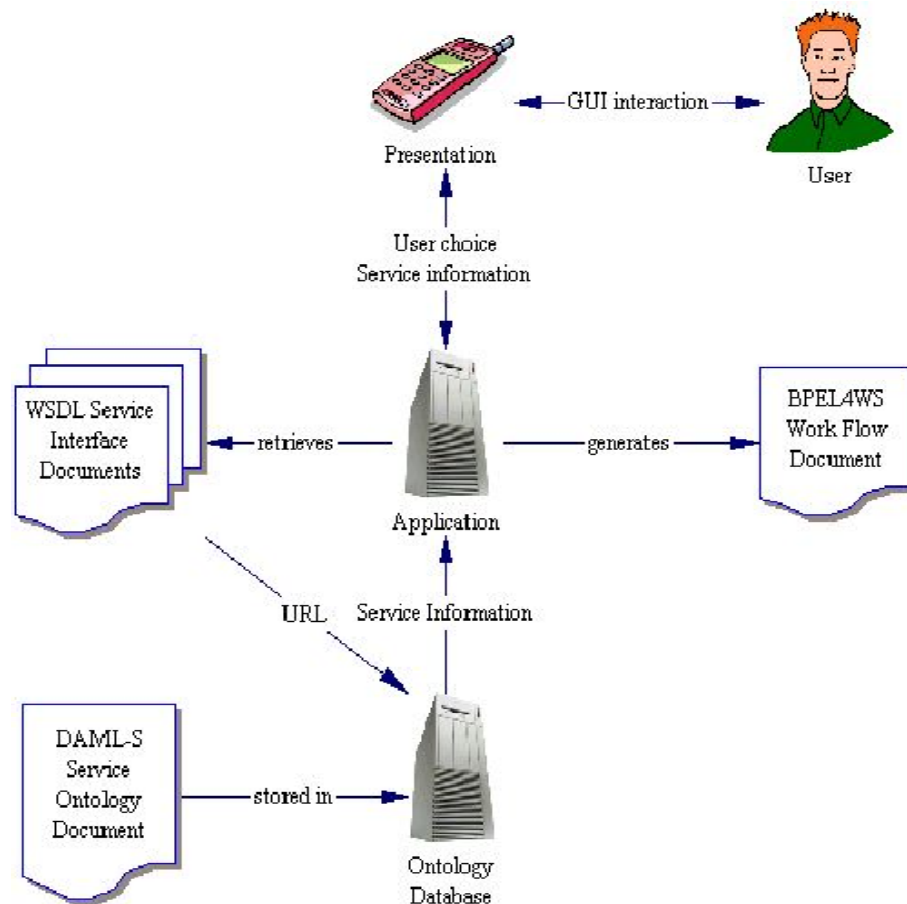 GUI interaction
Presentation
User
User choice
Service information
WSDL Service
Interface
Documents
retrieves
generates
BPEL4WS
Work Flow
Document
Application
URL
Service Information
DAML-S
Service
Ontology
Document
stored in
Ontology
Database